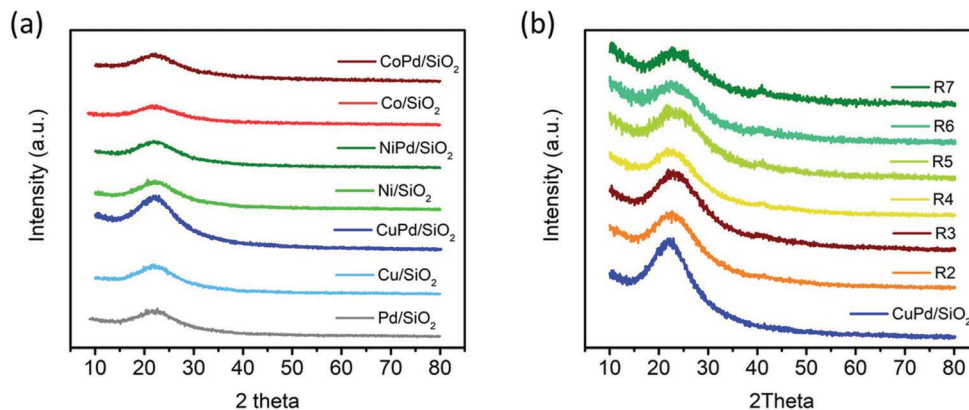 (a)
Intensity (a.u.)
CoPd/SiO₂
Co/SiO₂
NiPd/SiO₂
Ni/SiO₂
CuPd/SiO₂
Cu/SiO₂
Pd/SiO₂
10 20 30 40 50 60 70 80
2 theta
(b)
Intensity (a.u.)
R7
R6
R5
R4
R3
R2
CuPd/SiO₂
10 20 30 40 50 60 70 80
2Theta